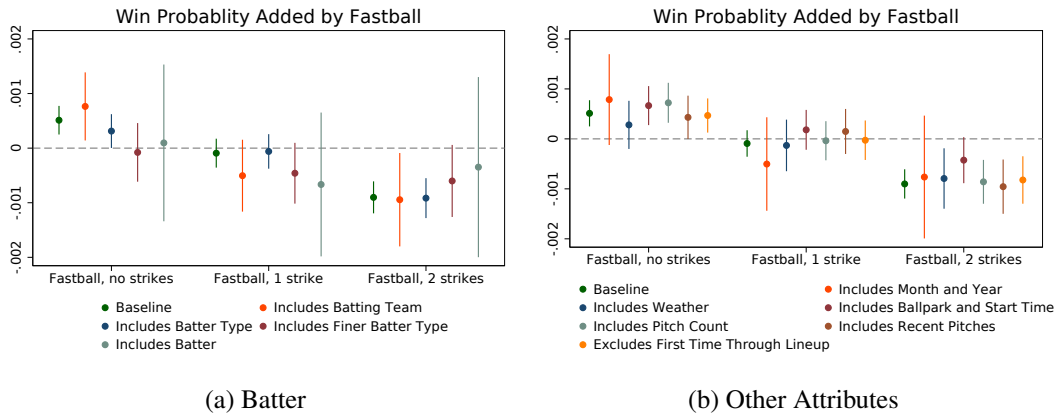 Win Probablity Added by Fastball
.002
.001
0
-.001
-.002
Fastball, no strikes
Fastball, 1 strike
Fastball, 2 strikes
Baseline
Includes Batting Team
Includes Batter Type
Includes Finer Batter Type
Includes Batter
(a) Batter
Win Probablity Added by Fastball
.002
.001
0
-.001
-.002
Fastball, no strikes
Fastball, 1 strike
Fastball, 2 strikes
Baseline
Includes Month and Year
Includes Weather
Includes Ballpark and Start Time
Includes Pitch Count
Includes Recent Pitches
Excludes First Time Through Lineup
(b) Other Attributes